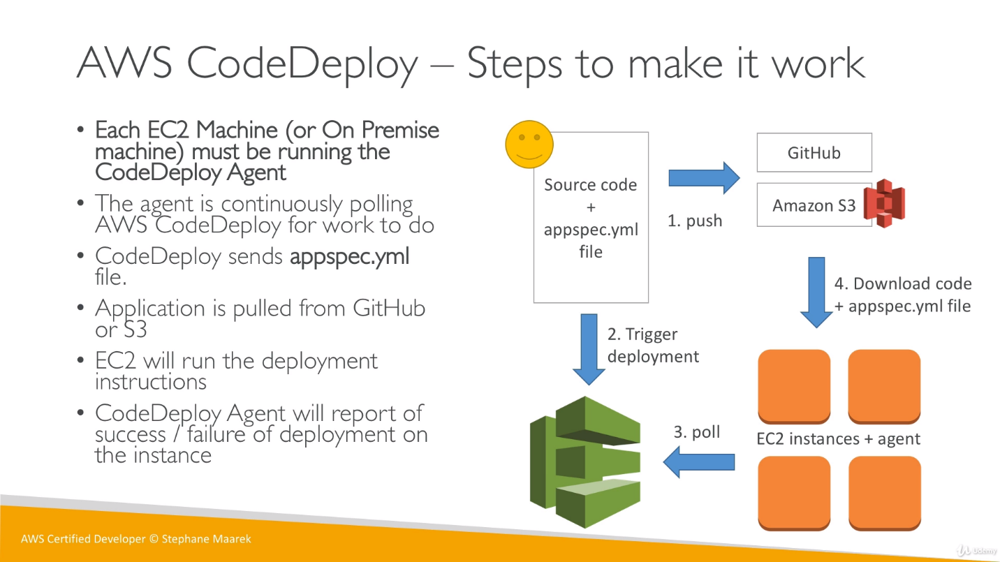 AWS CodeDeploy – Steps to make it work
• Each EC2 Machine (or On Premise
machine) must be running the
CodeDeploy Agent
• The agent is continuously polling
AWS CodeDeploy for work to do
• CodeDeploy sends appspec.yml
file.
• Application is pulled from GitHub
or S3
• EC2 will run the deployment
instructions
• CodeDeploy Agent will report of
success / failure of deployment on
the instance
Source code
+
appspec.yml
file
1. push
GitHub
Amazon S3
2. Trigger
deployment
4. Download code
+ appspec.yml file
3. poll
EC2 instances + agent
AWS Certified Developer © Stephane Maarek
Udemy